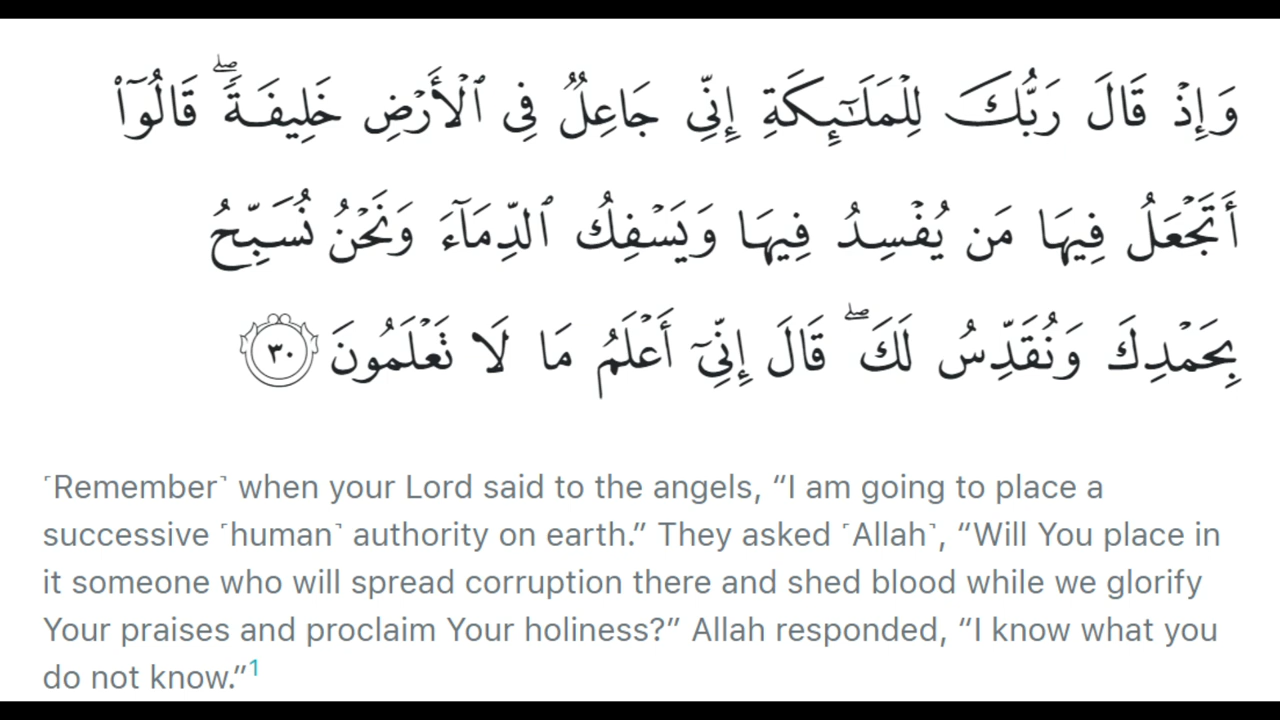 وَإِذۡ قَالَ رَبُّكَ لِلۡمَلَـٰٓئِكَةِ إِنِّى جَاعِلٌۭ فِى ٱلۡأَرۡضِ خَلِيفَةًۭ ۖ قَالُوٓا۟
أَتَجۡعَلُ فِيهَا مَن يُفۡسِدُ فِيهَا وَيَسۡفِكُ ٱلدِّمَآءَ وَنَحۡنُ نُسَبِّحُ
بِحَمۡدِكَ وَنُقَدِّسُ لَكَ ۖ قَالَ إِنِّىٓ أَعۡلَمُ مَا لَا تَعۡلَمُونَ ٣٠
˹Remember˺ when your Lord said to the angels, “I am going to place a
successive ˹human˺ authority on earth.” They asked ˹Allah˺, “Will You place in
it someone who will spread corruption there and shed blood while we glorify
Your praises and proclaim Your holiness?” Allah responded, “I know what you
do not know.”1